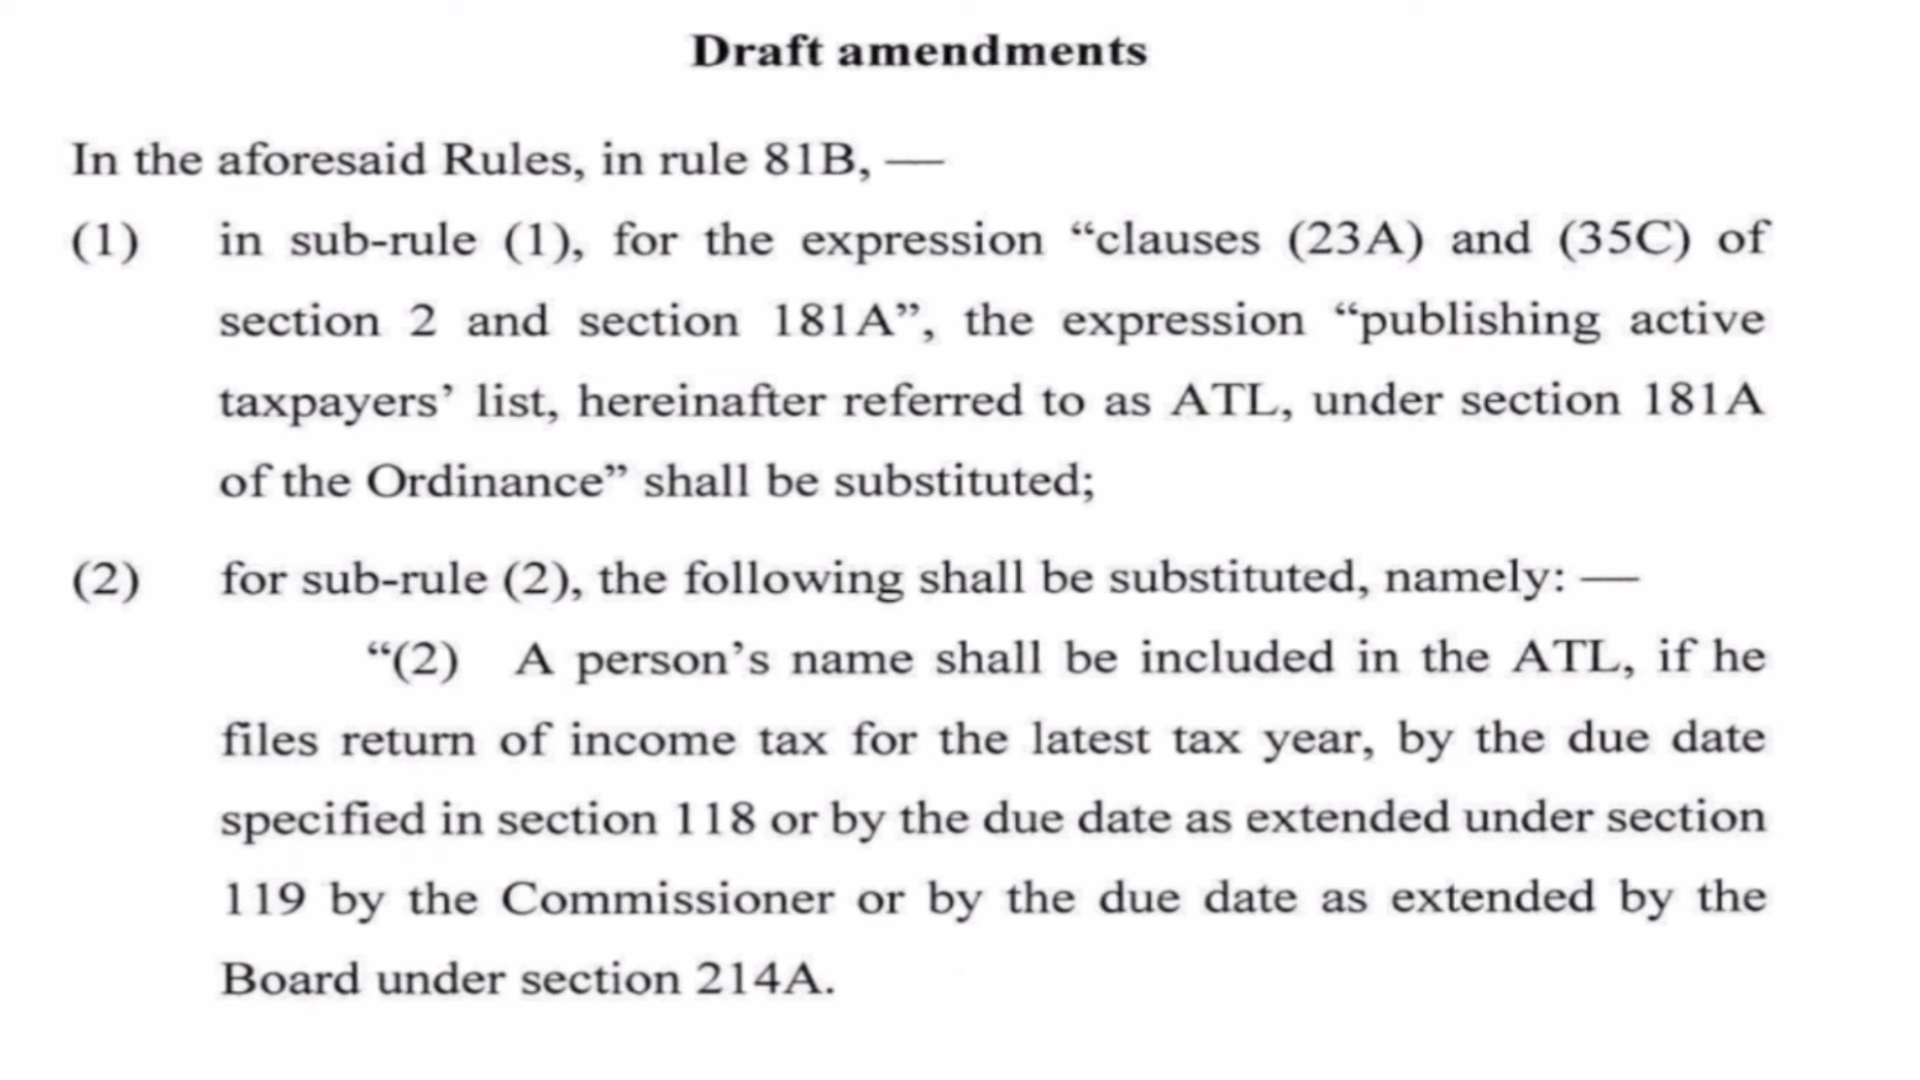 Draft amendments
In the aforesaid Rules, in rule 81B, —
(1) in sub-rule (1), for the expression “clauses (23A) and (35C) of
section 2 and section 181A”, the expression “publishing active
taxpayers’ list, hereinafter referred to as ATL, under section 181A
of the Ordinance” shall be substituted;
(2) for sub-rule (2), the following shall be substituted, namely: —
“(2) A person’s name shall be included in the ATL, if he
files return of income tax for the latest tax year, by the due date
specified in section 118 or by the due date as extended under section
119 by the Commissioner or by the due date as extended by the
Board under section 214A.